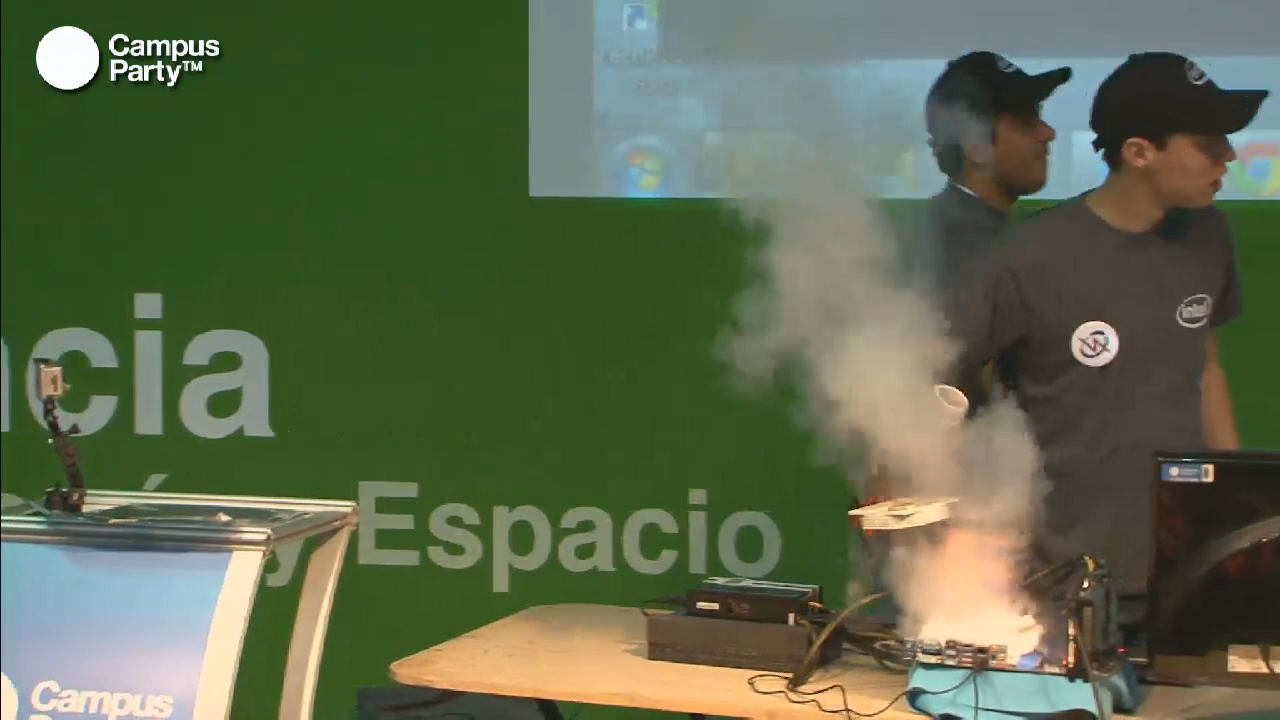 Campus
Party™
ncia
y Espacio
intel
Campus